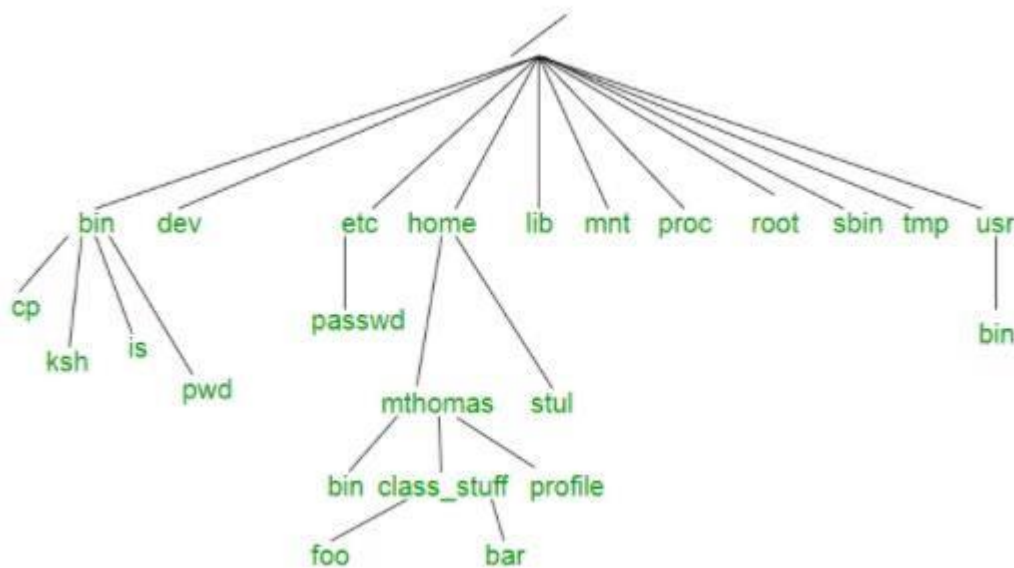 bin dev etc home lib mnt proc root sbin tmp usr
cp passwd bin
ksh is
pwd
mthomas stul
bin class_stuff profile
foo bar